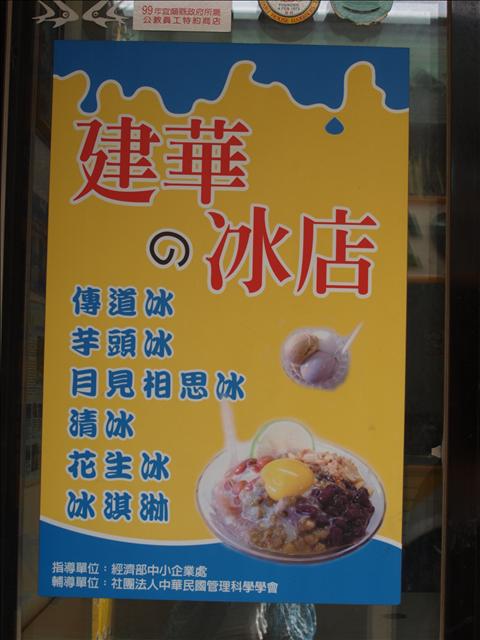 99年宜蘭縣政府所屬
公教員工特約商店
建華
の冰店
傳道冰
芋頭冰
月見相思冰
清冰
花生冰
冰淇淋
指導單位：經濟部中小企業處
輔導單位：社團法人中華民國管理科學學會